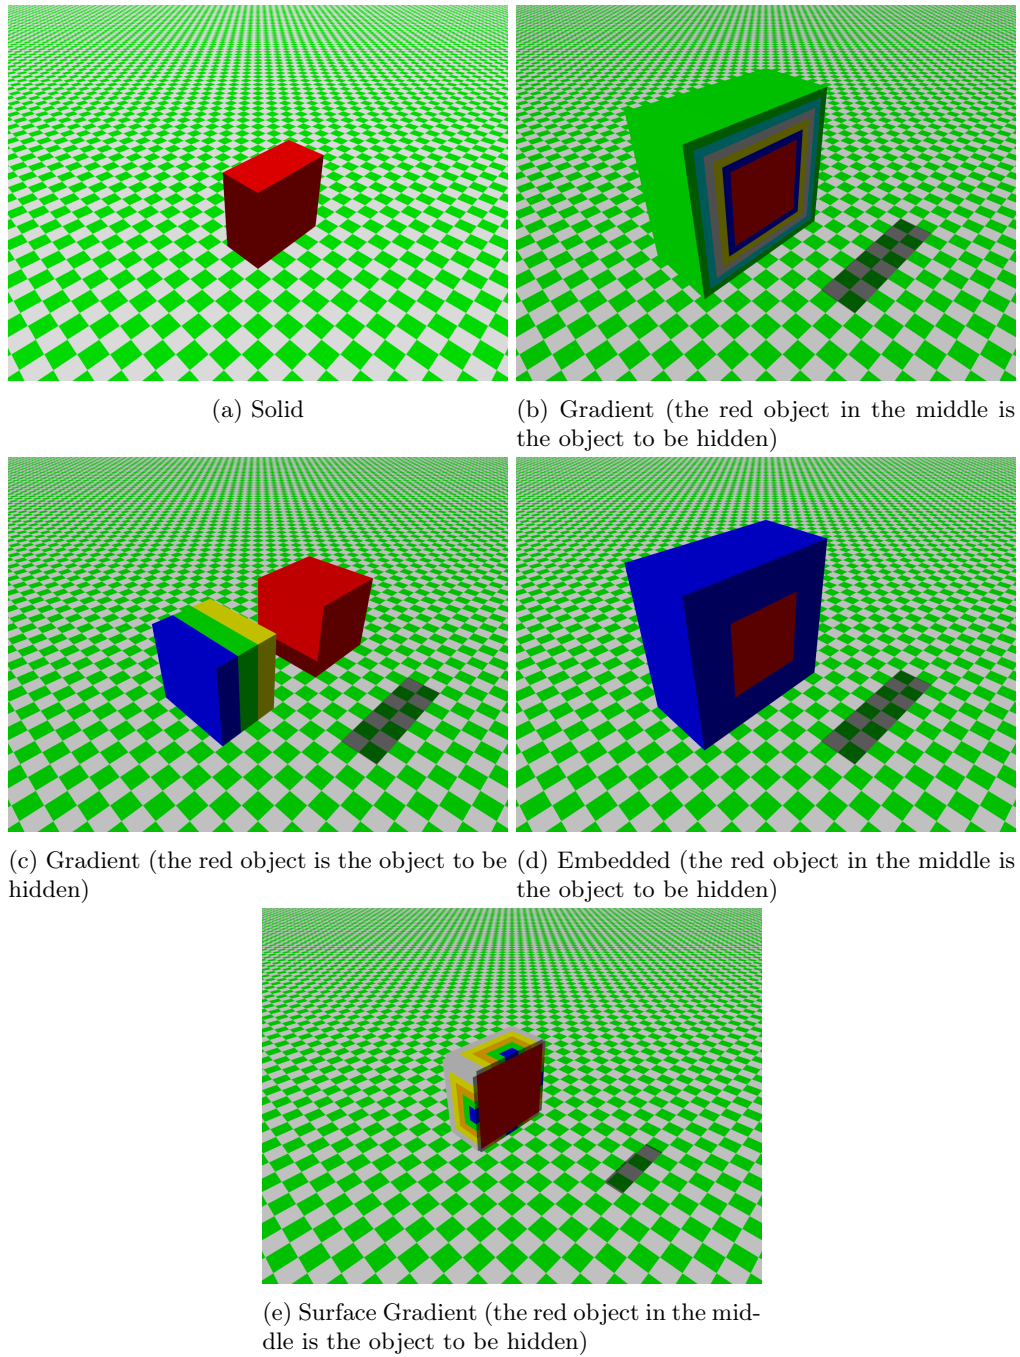 (a) Solid
(b) Gradient (the red object in the middle is
the object to be hidden)
(c) Gradient (the red object is the object to be
hidden)
(d) Embedded (the red object in the middle is
the object to be hidden)
(e) Surface Gradient (the red object in the mid-
dle is the object to be hidden)